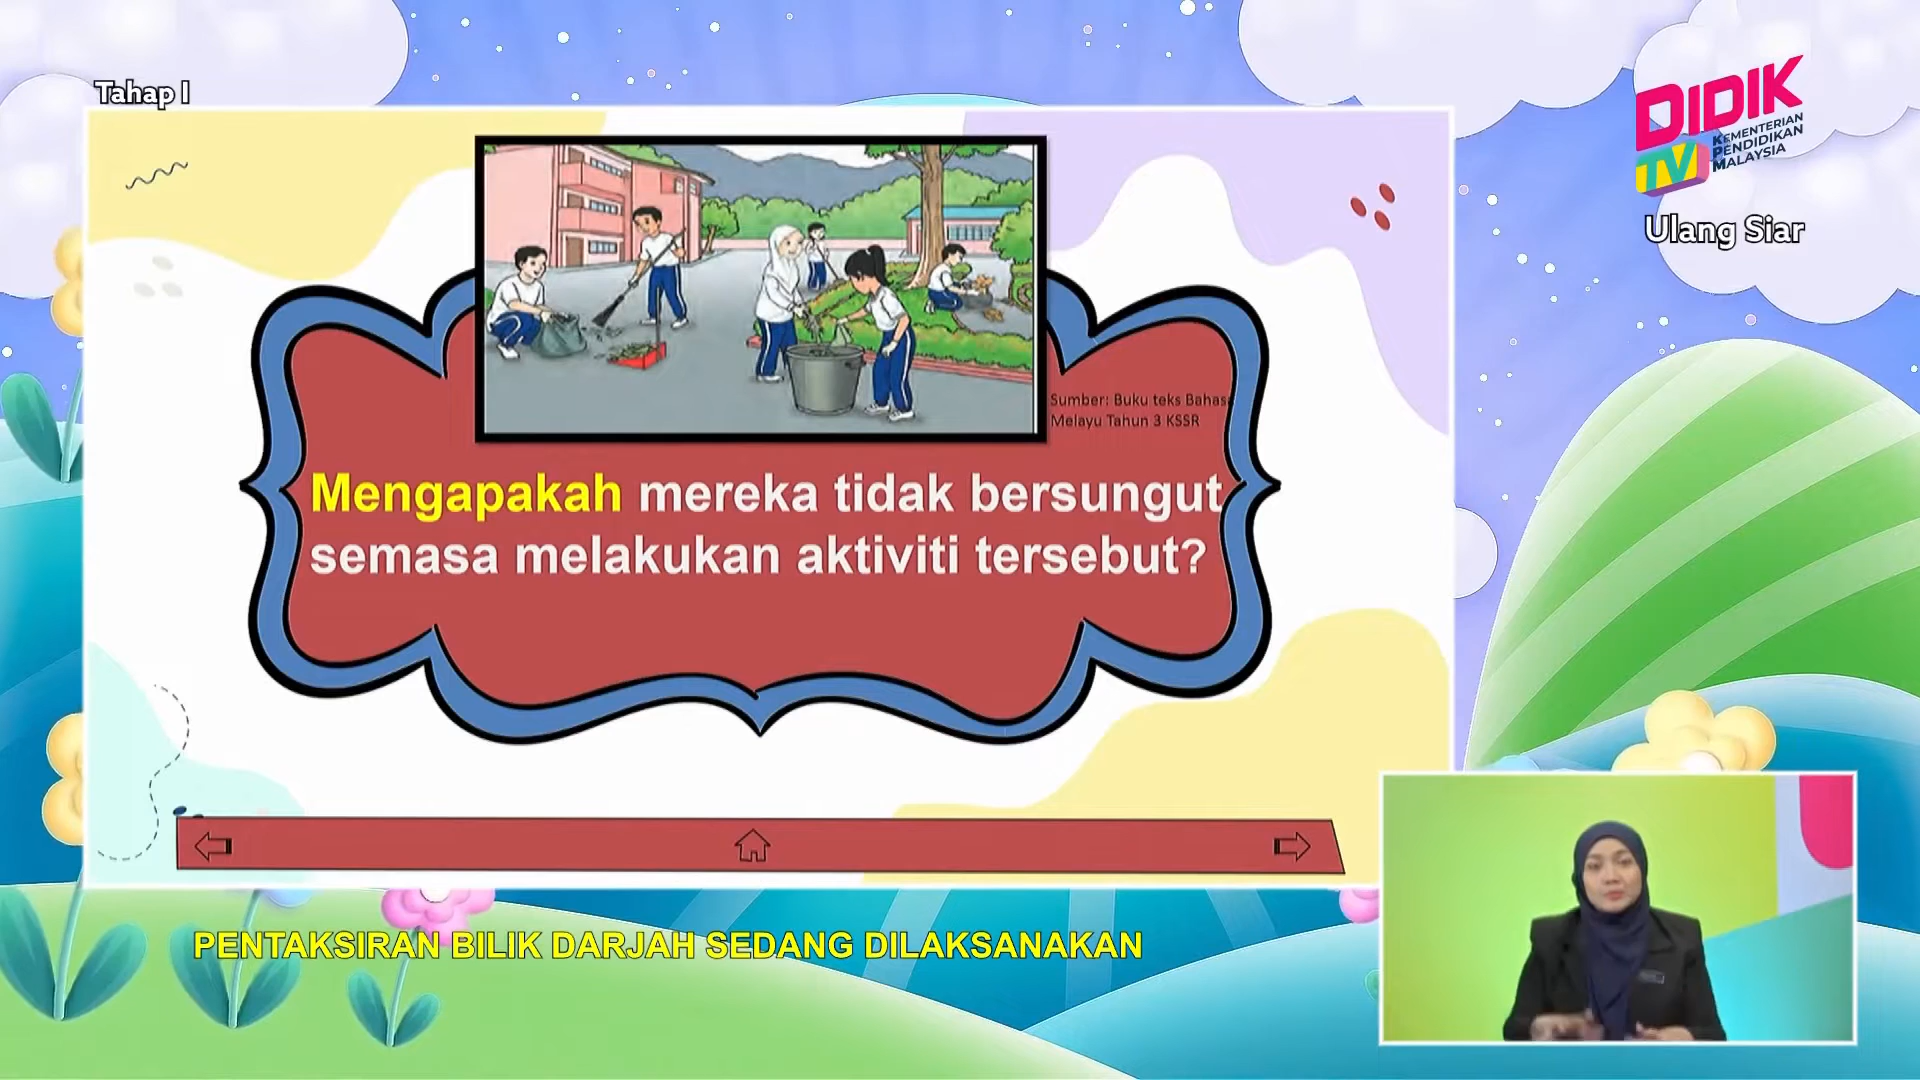 Tahap I
DIDIK
TV
KEMENTERIAN
PENDIDIKAN
MALAYSIA
Ulang Siar
Sumber: Buku teks Bahasa
Melayu Tahun 3 KSSR
Mengapakah mereka tidak bersungut
semasa melakukan aktiviti tersebut?
PENTAKSIRAN BILIK DARJAH SEDANG DILAKSANAKAN